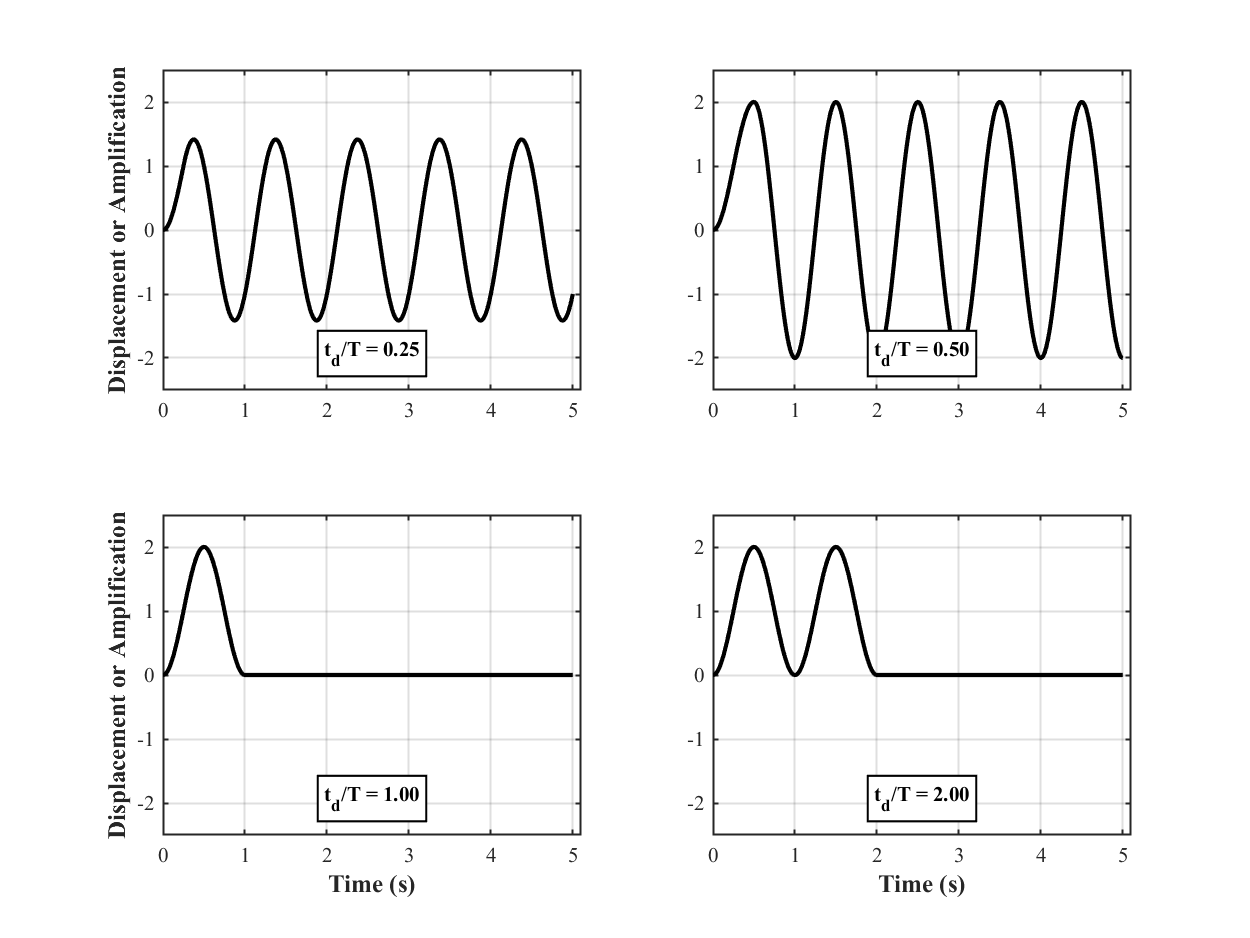 Displacement or Amplification
2
1
0
-1
-2
0 1 2 3 4 5
t_d/T = 0.25
2
1
0
-1
-2
0 1 2 3 4 5
t_d/T = 0.50
Displacement or Amplification
2
1
0
-1
-2
0 1 2 3 4 5
t_d/T = 1.00
Time (s)
2
1
0
-1
-2
0 1 2 3 4 5
t_d/T = 2.00
Time (s)